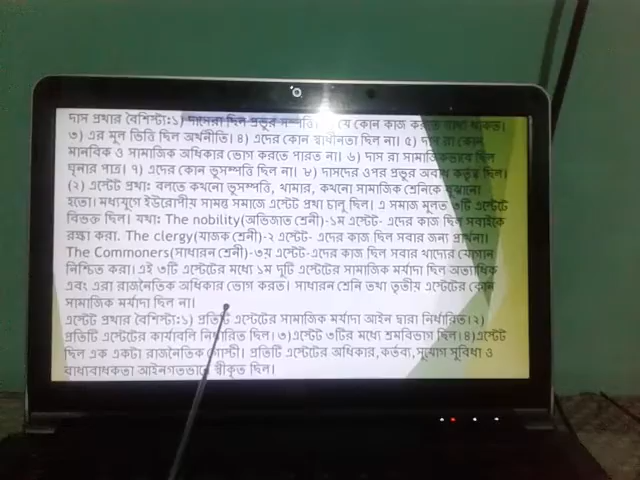 দাস প্রথার বৈশিস্ট্যঃ১) দাসেরা ছিল প্রভুর সম্পত্তি। যে কোন কাজ করতে বাধ্য থাকত।
৩) এর মূল ভিত্তি ছিল অর্থনীতি। ৪) এদের কোন স্বাধীনতা ছিল না। ৫) দাস রা কোন
মানবিক ও সামাজিক অধিকার ভোগ করতে পারত না। ৬) দাস রা সামাজিকভাবে ছিল
ঘৃনার পাত্র। ৭) এদের কোন ভূসম্পত্তি ছিল না। ৮) দাসদের ওপর প্রভুর অবাধ কর্তৃত্ব ছিল।
(২) এস্টেট প্রথাঃ বলতে কখনো ভূসম্পত্তি, খামার, কখনো সামাজিক শ্রেনিকে বুঝানো
হতো। মধ্যযুগে ইউরোপীয় সামন্ত সমাজে এস্টেট প্রথা চালু ছিল। এ সমাজ মূলত ৩টি এস্টেটে
বিভক্ত ছিল। যথা: The nobility(অভিজাত শ্রেনী)-১ম এস্টেট- এদের কাজ ছিল সবাইকে
রক্ষা করা. The clergy(যাজক শ্রেনী)-২ এস্টেট- এদের কাজ ছিল সবার জন্য প্রার্থনা।
The Commoners(সাধারন শ্রেনী)-৩য় এস্টেট-এদের কাজ ছিল সবার খাদ্যের যোগান
নিশ্চিত করা। এই ৩টি এস্টেটের মধ্যে ১ম দুটি এস্টেটের সামাজিক মর্যাদা ছিল অত্যাধিক
এবং এরা রাজনৈতিক অধিকার ভোগ করত। সাধারন শ্রেনি তথা তৃতীয় এস্টেটের কোন
সামাজিক মর্যাদা ছিল না।
এস্টেট প্রথার বৈশিস্ট্যঃ১) প্রতিটি এস্টেটের সামাজিক মর্যাদা আইন দ্বারা নির্ধারিত।২)
প্রতিটি এস্টেটের কার্যাবলি নির্ধারিত ছিল। ৩)এস্টেট ৩টির মধ্যে শ্রমবিভাগ ছিল।৪)এস্টেট
ছিল এক একটা রাজনৈতিক গোস্টী। প্রতিটি এস্টেটের অধিকার,কর্তব্য,সুযোগ সুবিধা ও
বাধ্যবাধকতা আইনগতভাবে স্বীকৃত ছিল।